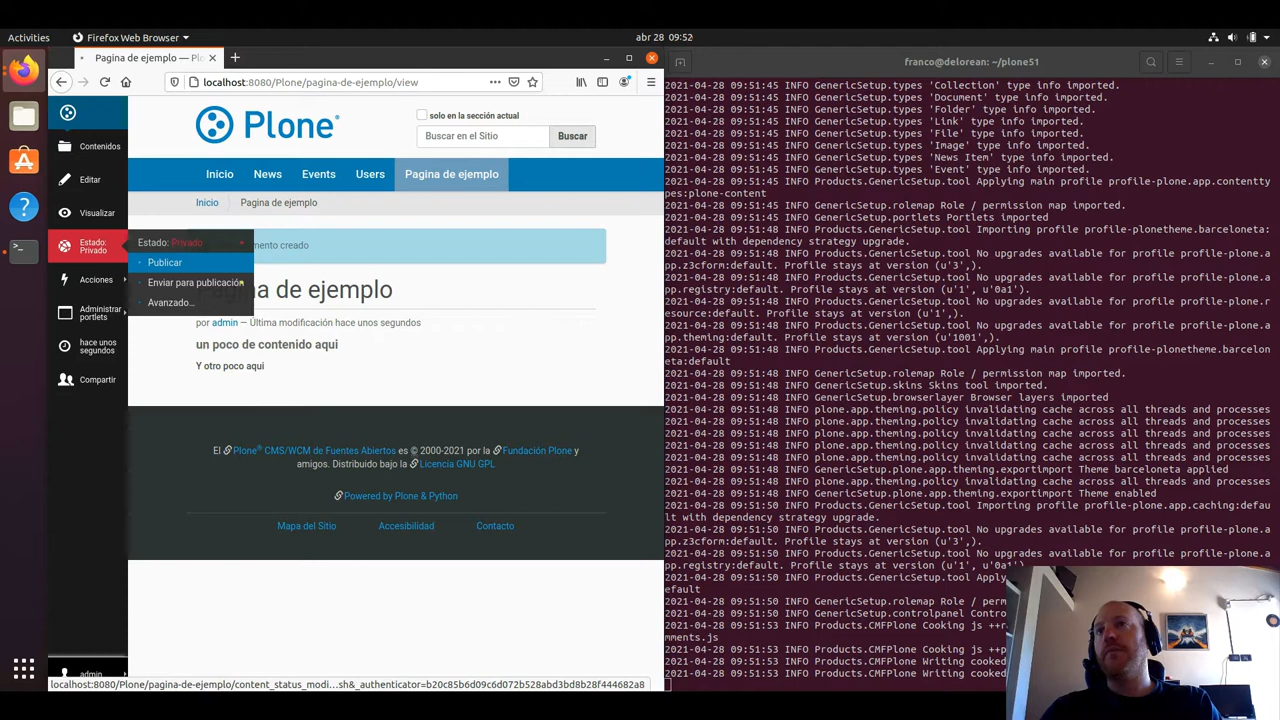 Activities
Firefox Web Browser
abr 28 09:52
Pagina de ejemplo — Plo
franco@delorean: ~/plone51
localhost:8080/Plone/pagina-de-ejemplo/view
Plone®
solo en la sección actual
Buscar en el Sitio
Buscar
Inicio
News
Events
Users
Pagina de ejemplo
Inicio
Pagina de ejemplo
Contenidos
Editar
Visualizar
Estado:
Privado
Acciones
Administrar
portlets
hace unos
segundos
Compartir
admin
Estado: Privado
Publicar
Enviar para publicación
Avanzado...
mento creado
Pagina de ejemplo
por admin — Última modificación hace unos segundos
un poco de contenido aqui
Y otro poco aqui
El Plone® CMS/WCM de Fuentes Abiertos es © 2000-2021 por la Fundación Plone y
amigos. Distribuido bajo la Licencia GNU GPL
Powered by Plone & Python
Mapa del Sitio
Accesibilidad
Contacto
localhost:8080/Plone/pagina-de-ejemplo/content_status_modi…sh&_authenticator=b20c85b6d09c6d072b528abd3bd8b28f444682a8
2021-04-28 09:51:45 INFO GenericSetup.types 'Collection' type info imported.
2021-04-28 09:51:45 INFO GenericSetup.types 'Document' type info imported.
2021-04-28 09:51:45 INFO GenericSetup.types 'Folder' type info imported.
2021-04-28 09:51:45 INFO GenericSetup.types 'Link' type info imported.
2021-04-28 09:51:45 INFO GenericSetup.types 'File' type info imported.
2021-04-28 09:51:45 INFO GenericSetup.types 'Image' type info imported.
2021-04-28 09:51:45 INFO GenericSetup.types 'News Item' type info imported.
2021-04-28 09:51:45 INFO GenericSetup.types 'Event' type info imported.
2021-04-28 09:51:45 INFO Products.GenericSetup.tool Applying main profile profile-plone.app.contentty
pes:plone-content
2021-04-28 09:51:45 INFO GenericSetup.rolemap Role / permission map imported.
2021-04-28 09:51:48 INFO GenericSetup.portlets Portlets imported
2021-04-28 09:51:48 INFO Products.GenericSetup.tool Importing profile profile-plonetheme.barceloneta:
default with dependency strategy upgrade.
2021-04-28 09:51:48 INFO Products.GenericSetup.tool No upgrades available for profile profile-plone.a
pp.z3cform:default. Profile stays at version (u'3',).
2021-04-28 09:51:48 INFO Products.GenericSetup.tool No upgrades available for profile profile-plone.a
pp.registry:default. Profile stays at version (u'1', u'0a1').
2021-04-28 09:51:48 INFO Products.GenericSetup.tool No upgrades available for profile profile-plone.r
esource:default. Profile stays at version (u'1',).
2021-04-28 09:51:48 INFO Products.GenericSetup.tool No upgrades available for profile profile-plone.a
pp.theming:default. Profile stays at version (u'1001',).
2021-04-28 09:51:48 INFO Products.GenericSetup.tool Applying main profile profile-plonetheme.barcelon
eta:default
2021-04-28 09:51:48 INFO GenericSetup.rolemap Role / permission map imported.
2021-04-28 09:51:48 INFO GenericSetup.skins Skins tool imported.
2021-04-28 09:51:48 INFO GenericSetup.browserlayer Browser layers imported
2021-04-28 09:51:48 INFO plone.app.theming.policy invalidating cache across all threads and processes
2021-04-28 09:51:48 INFO plone.app.theming.policy invalidating cache across all threads and processes
2021-04-28 09:51:48 INFO plone.app.theming.policy invalidating cache across all threads and processes
2021-04-28 09:51:48 INFO plone.app.theming.policy invalidating cache across all threads and processes
2021-04-28 09:51:48 INFO plone.app.theming.policy invalidating cache across all threads and processes
2021-04-28 09:51:48 INFO plone.app.theming.exportimport Theme barceloneta applied
2021-04-28 09:51:48 INFO plone.app.theming.policy invalidating cache across all threads and processes
2021-04-28 09:51:48 INFO plone.app.theming.exportimport Theme enabled
2021-04-28 09:51:50 INFO Products.GenericSetup.tool Importing profile profile-plone.app.caching:defau
lt with dependency strategy upgrade.
2021-04-28 09:51:50 INFO Products.GenericSetup.tool No upgrades available for profile profile-plone.a
pp.z3cform:default. Profile stays at version (u'3',).
2021-04-28 09:51:50 INFO Products.GenericSetup.tool No upgrades available for profile profile-plone.a
pp.registry:default. Profile stays at version (u'1', u'0a1').
2021-04-28 09:51:50 INFO Products.GenericSetup.tool Apply
efault
2021-04-28 09:51:50 INFO GenericSetup.rolemap Role / perm
2021-04-28 09:51:50 INFO GenericSetup.controlpanel Control
2021-04-28 09:51:53 INFO Products.CMFPlone Cooking js ++r
mments.js
2021-04-28 09:51:53 INFO Products.CMFPlone Cooking js ++p
2021-04-28 09:51:53 INFO Products.CMFPlone Writing cooked
2021-04-28 09:51:53 INFO Products.CMFPlone Writing cooked